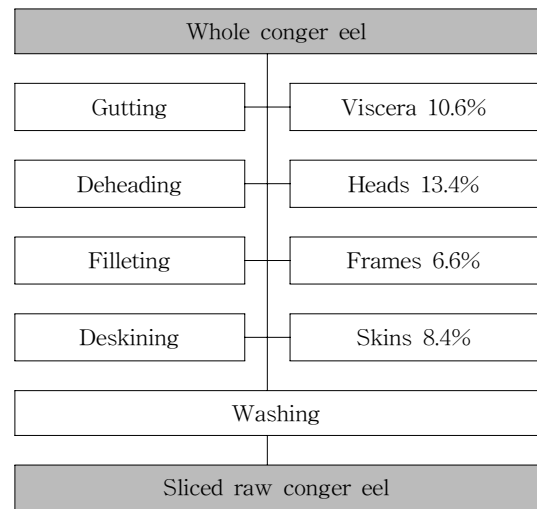 Whole conger eel
Gutting
Viscera 10.6%
Deheading
Heads 13.4%
Filleting
Frames 6.6%
Deskining
Skins 8.4%
Washing
Sliced raw conger eel